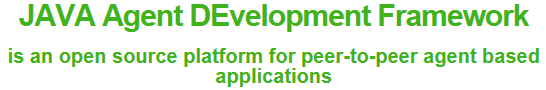 JAVA Agent DEvelopment Framework
is an open source platform for peer-to-peer agent based
applications